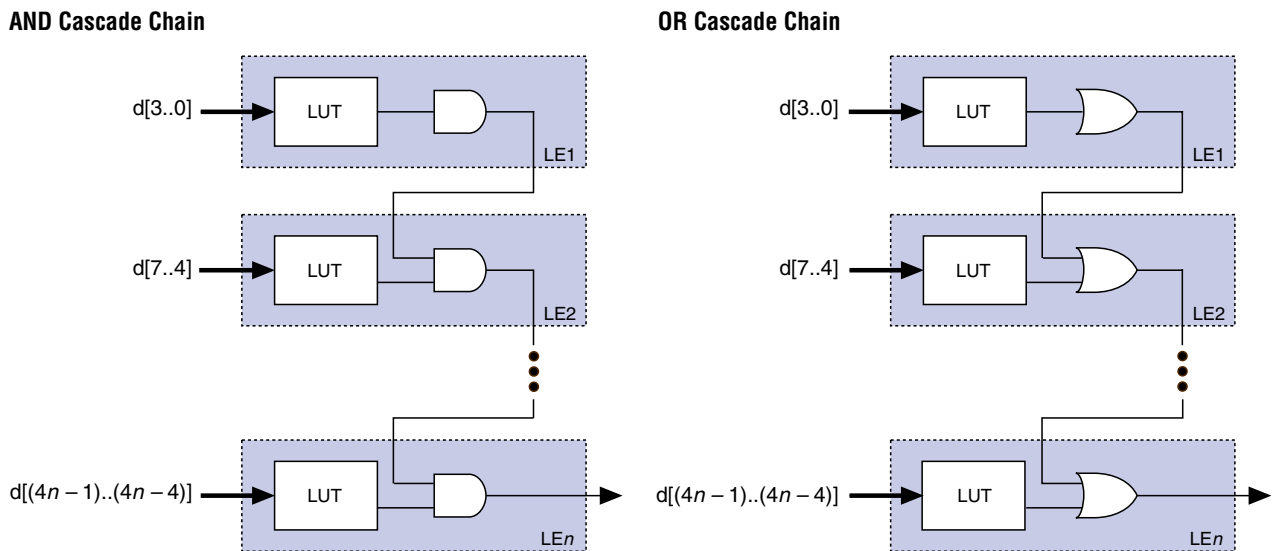 AND Cascade Chain
d[3..0]
LUT
LE1
d[7..4]
LUT
LE2
d[(4n – 1)..(4n – 4)]
LUT
LEn
OR Cascade Chain
d[3..0]
LUT
LE1
d[7..4]
LUT
LE2
d[(4n – 1)..(4n – 4)]
LUT
LEn